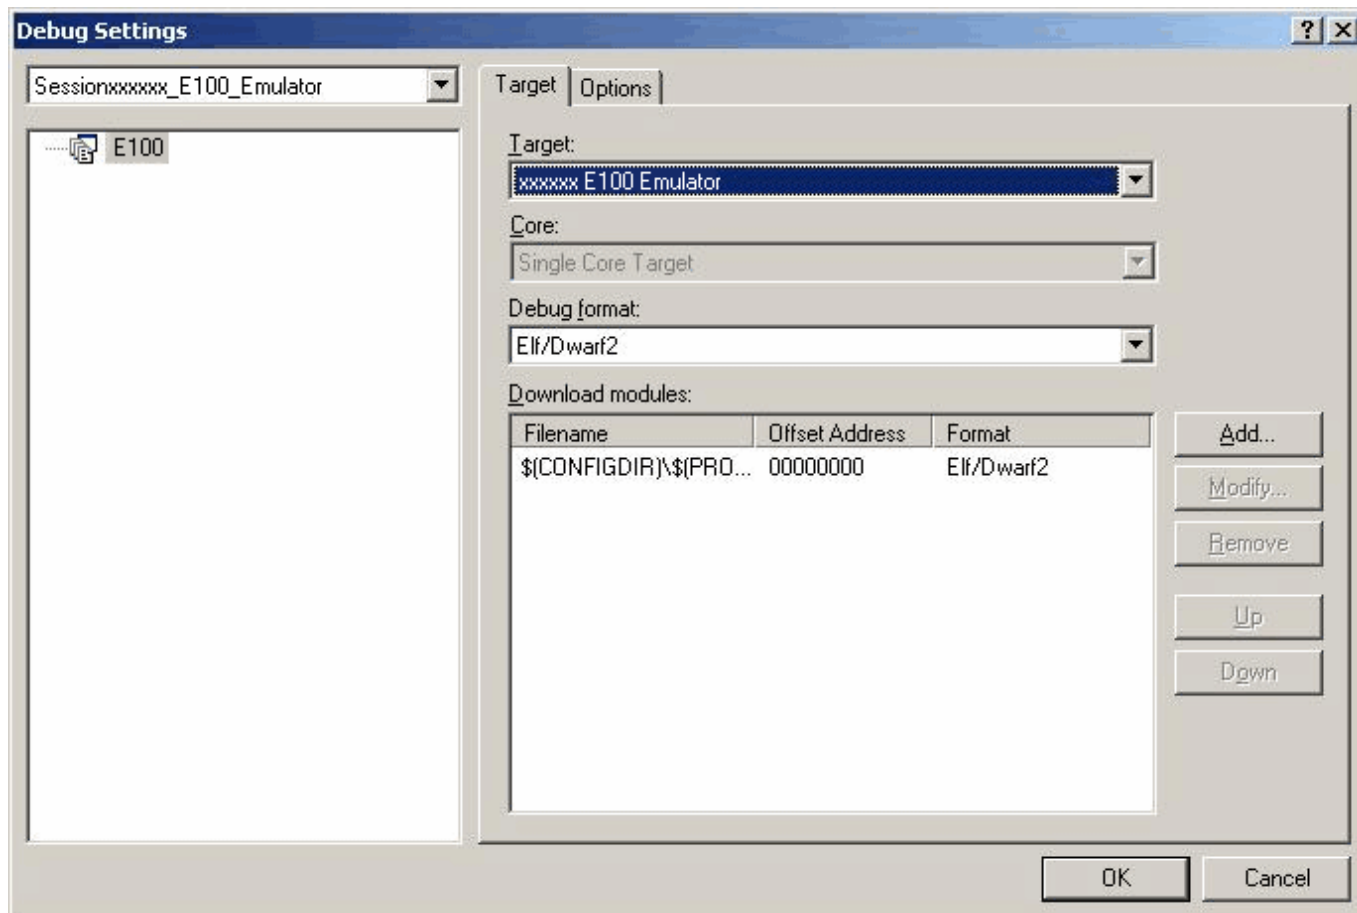 Debug Settings
Sessionxxxxxx_E100_Emulator
E100
Target Options
Target:
xxxxxx E100 Emulator
Core:
Single Core Target
Debug format:
Elf/Dwarf2
Download modules:
Filename Offset Address Format
$(CONFIGDIR)\$(PRO... 00000000 Elf/Dwarf2
Add...
Modify...
Remove
Up
Down
OK Cancel